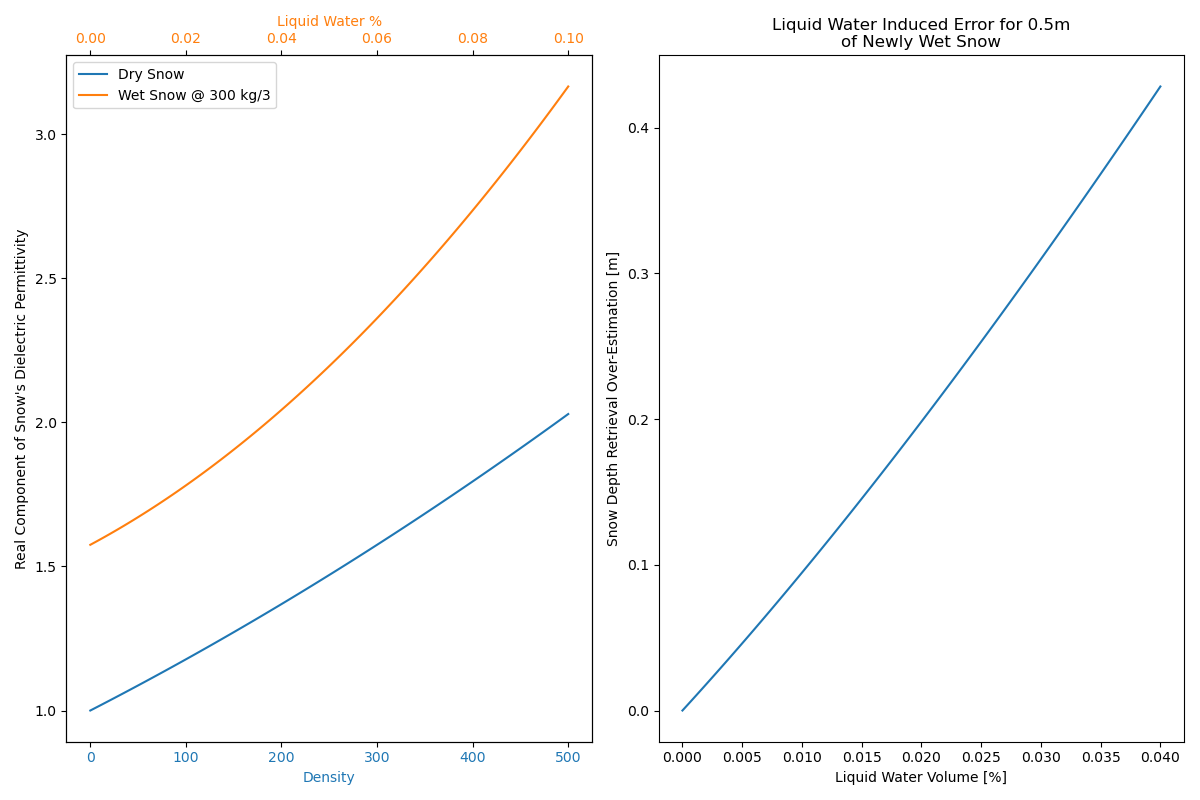 Liquid Water %
0.00 0.02 0.04 0.06 0.08 0.10
Dry Snow
Wet Snow @ 300 kg/3
Real Component of Snow's Dielectric Permittivity
3.0
2.5
2.0
1.5
1.0
0 100 200 300 400 500
Density
Liquid Water Induced Error for 0.5m
of Newly Wet Snow
Snow Depth Retrieval Over-Estimation [m]
0.4
0.3
0.2
0.1
0.0
0.000 0.005 0.010 0.015 0.020 0.025 0.030 0.035 0.040
Liquid Water Volume [%]